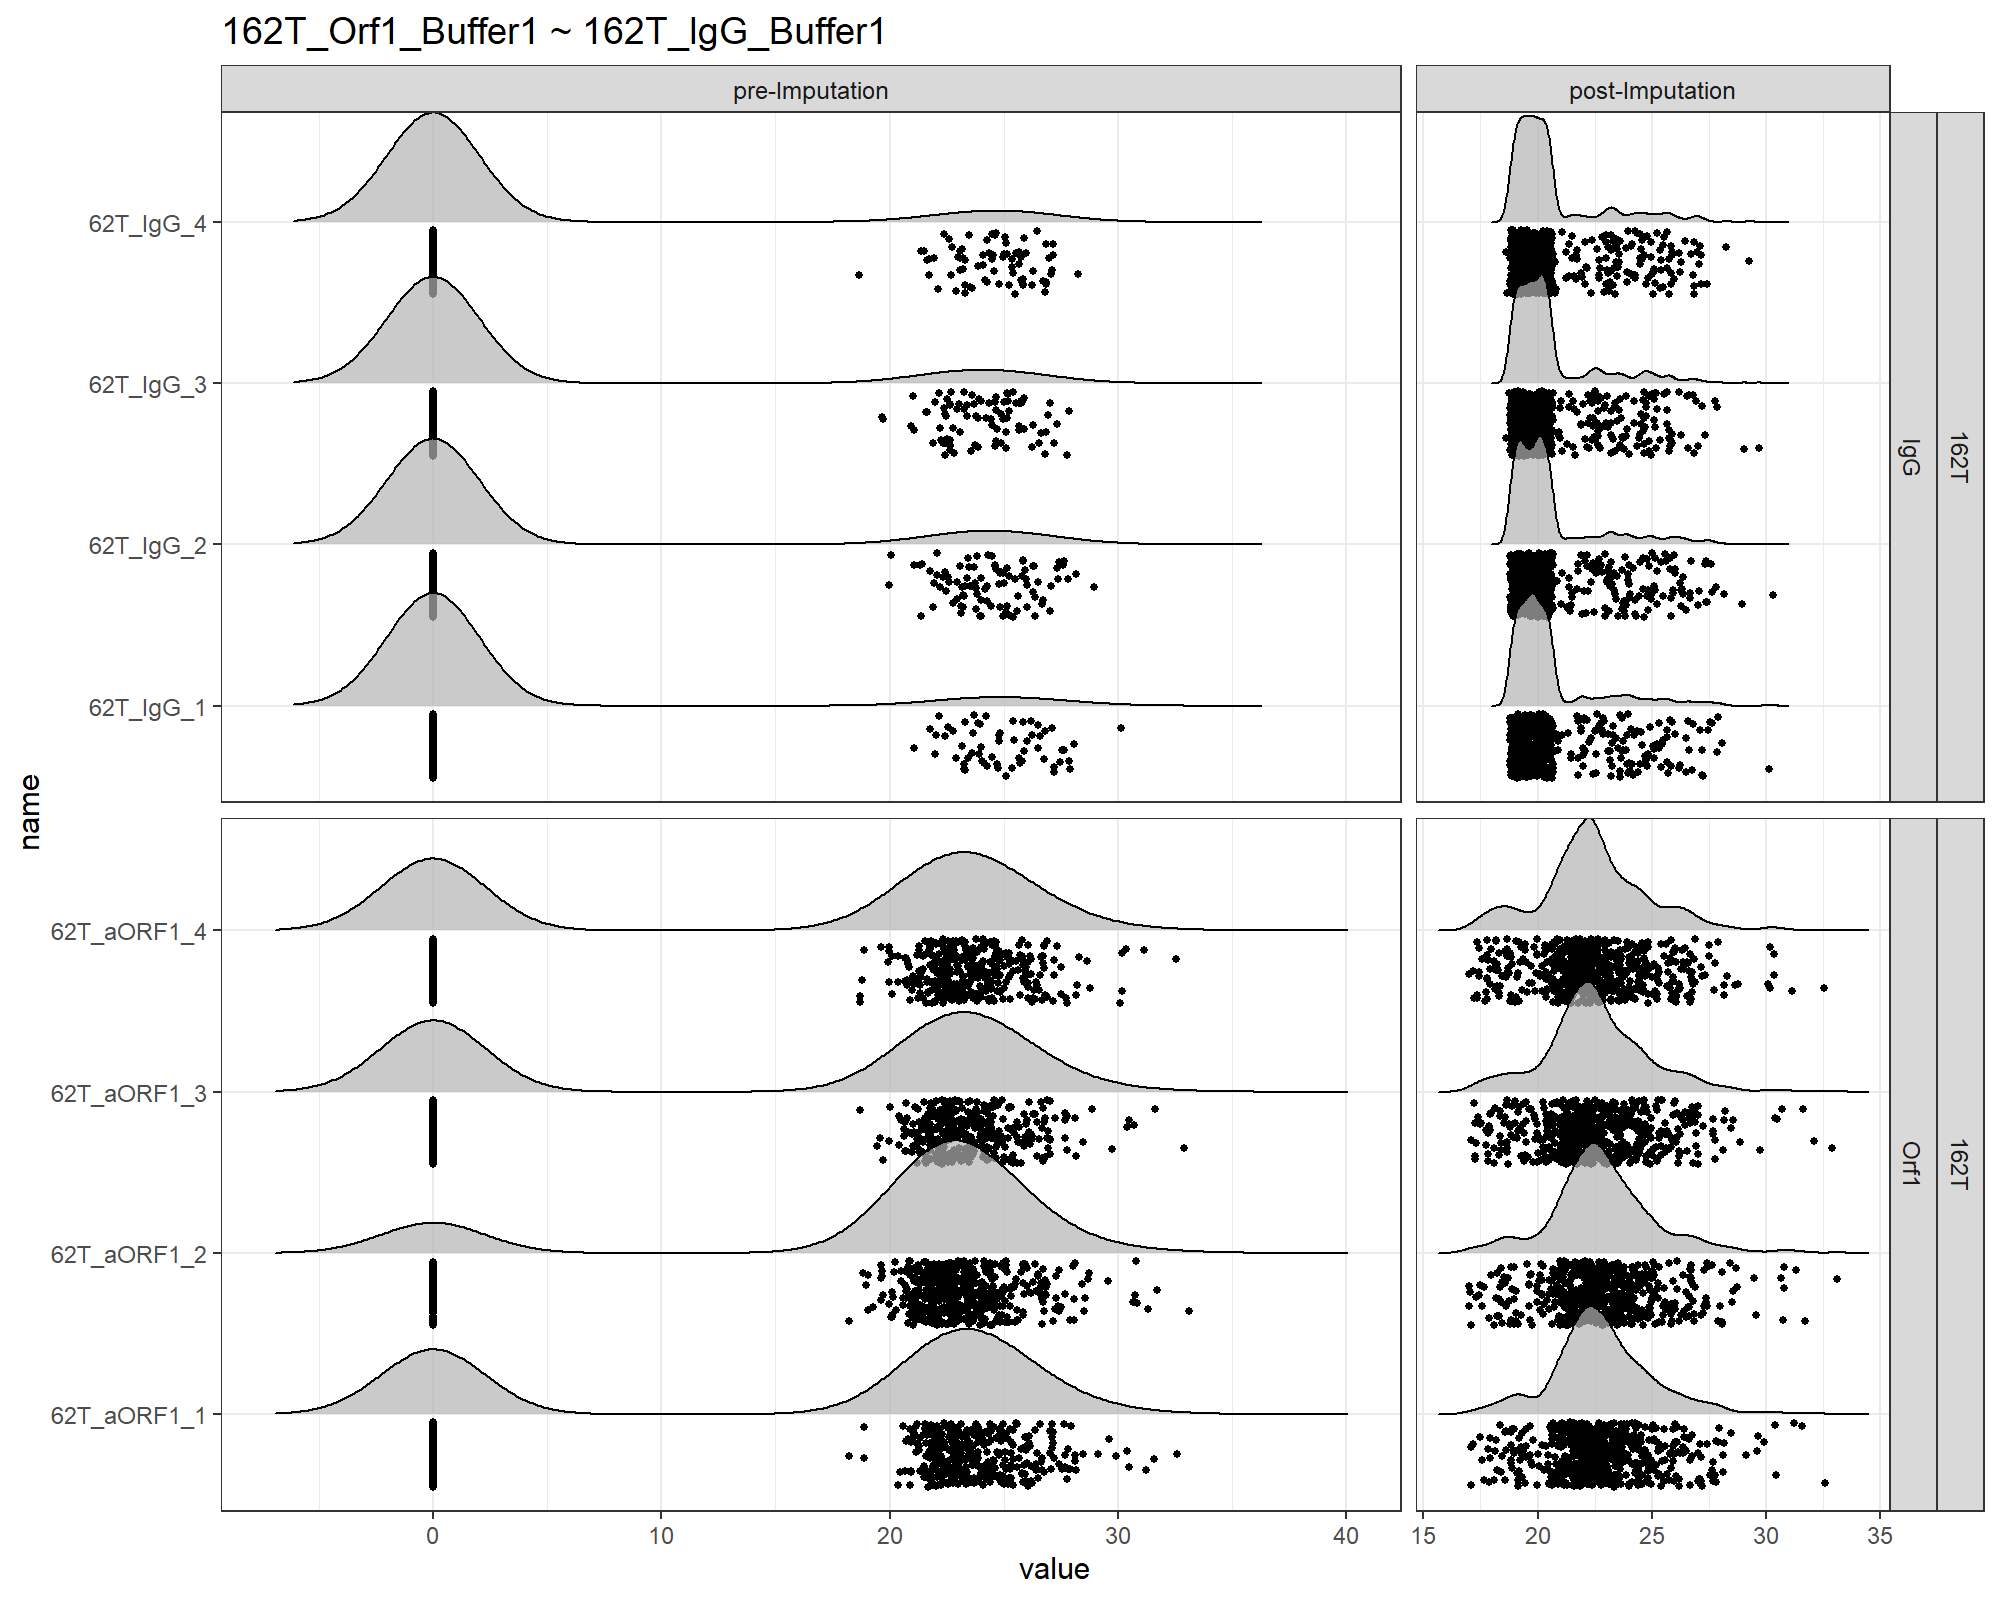 162T_Orf1_Buffer1 ~ 162T_IgG_Buffer1
pre-Imputation
post-Imputation
62T_IgG_4
62T_IgG_3
62T_IgG_2
62T_IgG_1
IgG
162T
name
62T_aORF1_4
62T_aORF1_3
62T_aORF1_2
62T_aORF1_1
Orf1
162T
0 10 20 30 40
15 20 25 30 35
value